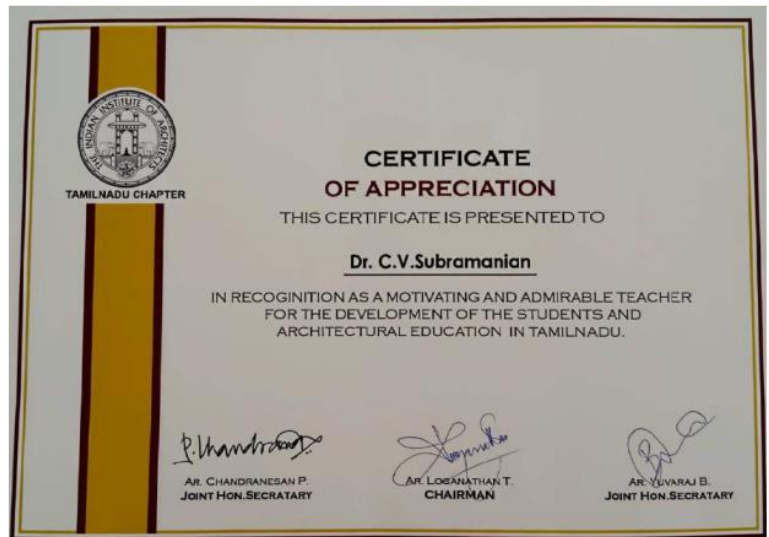 THE INDIAN INSTITUTE OF ARCHITECTS
TAMILNADU CHAPTER
CERTIFICATE
OF APPRECIATION
THIS CERTIFICATE IS PRESENTED TO
Dr. C.V.Subramanian
IN RECOGINITION AS A MOTIVATING AND ADMIRABLE TEACHER
FOR THE DEVELOPMENT OF THE STUDENTS AND
ARCHITECTURAL EDUCATION IN TAMILNADU.
AR. CHANDRANESAN P.
JOINT HON.SECRATARY
AR. LOGANATHAN T.
CHAIRMAN
AR. YUVARAJ B.
JOINT HON.SECRATARY